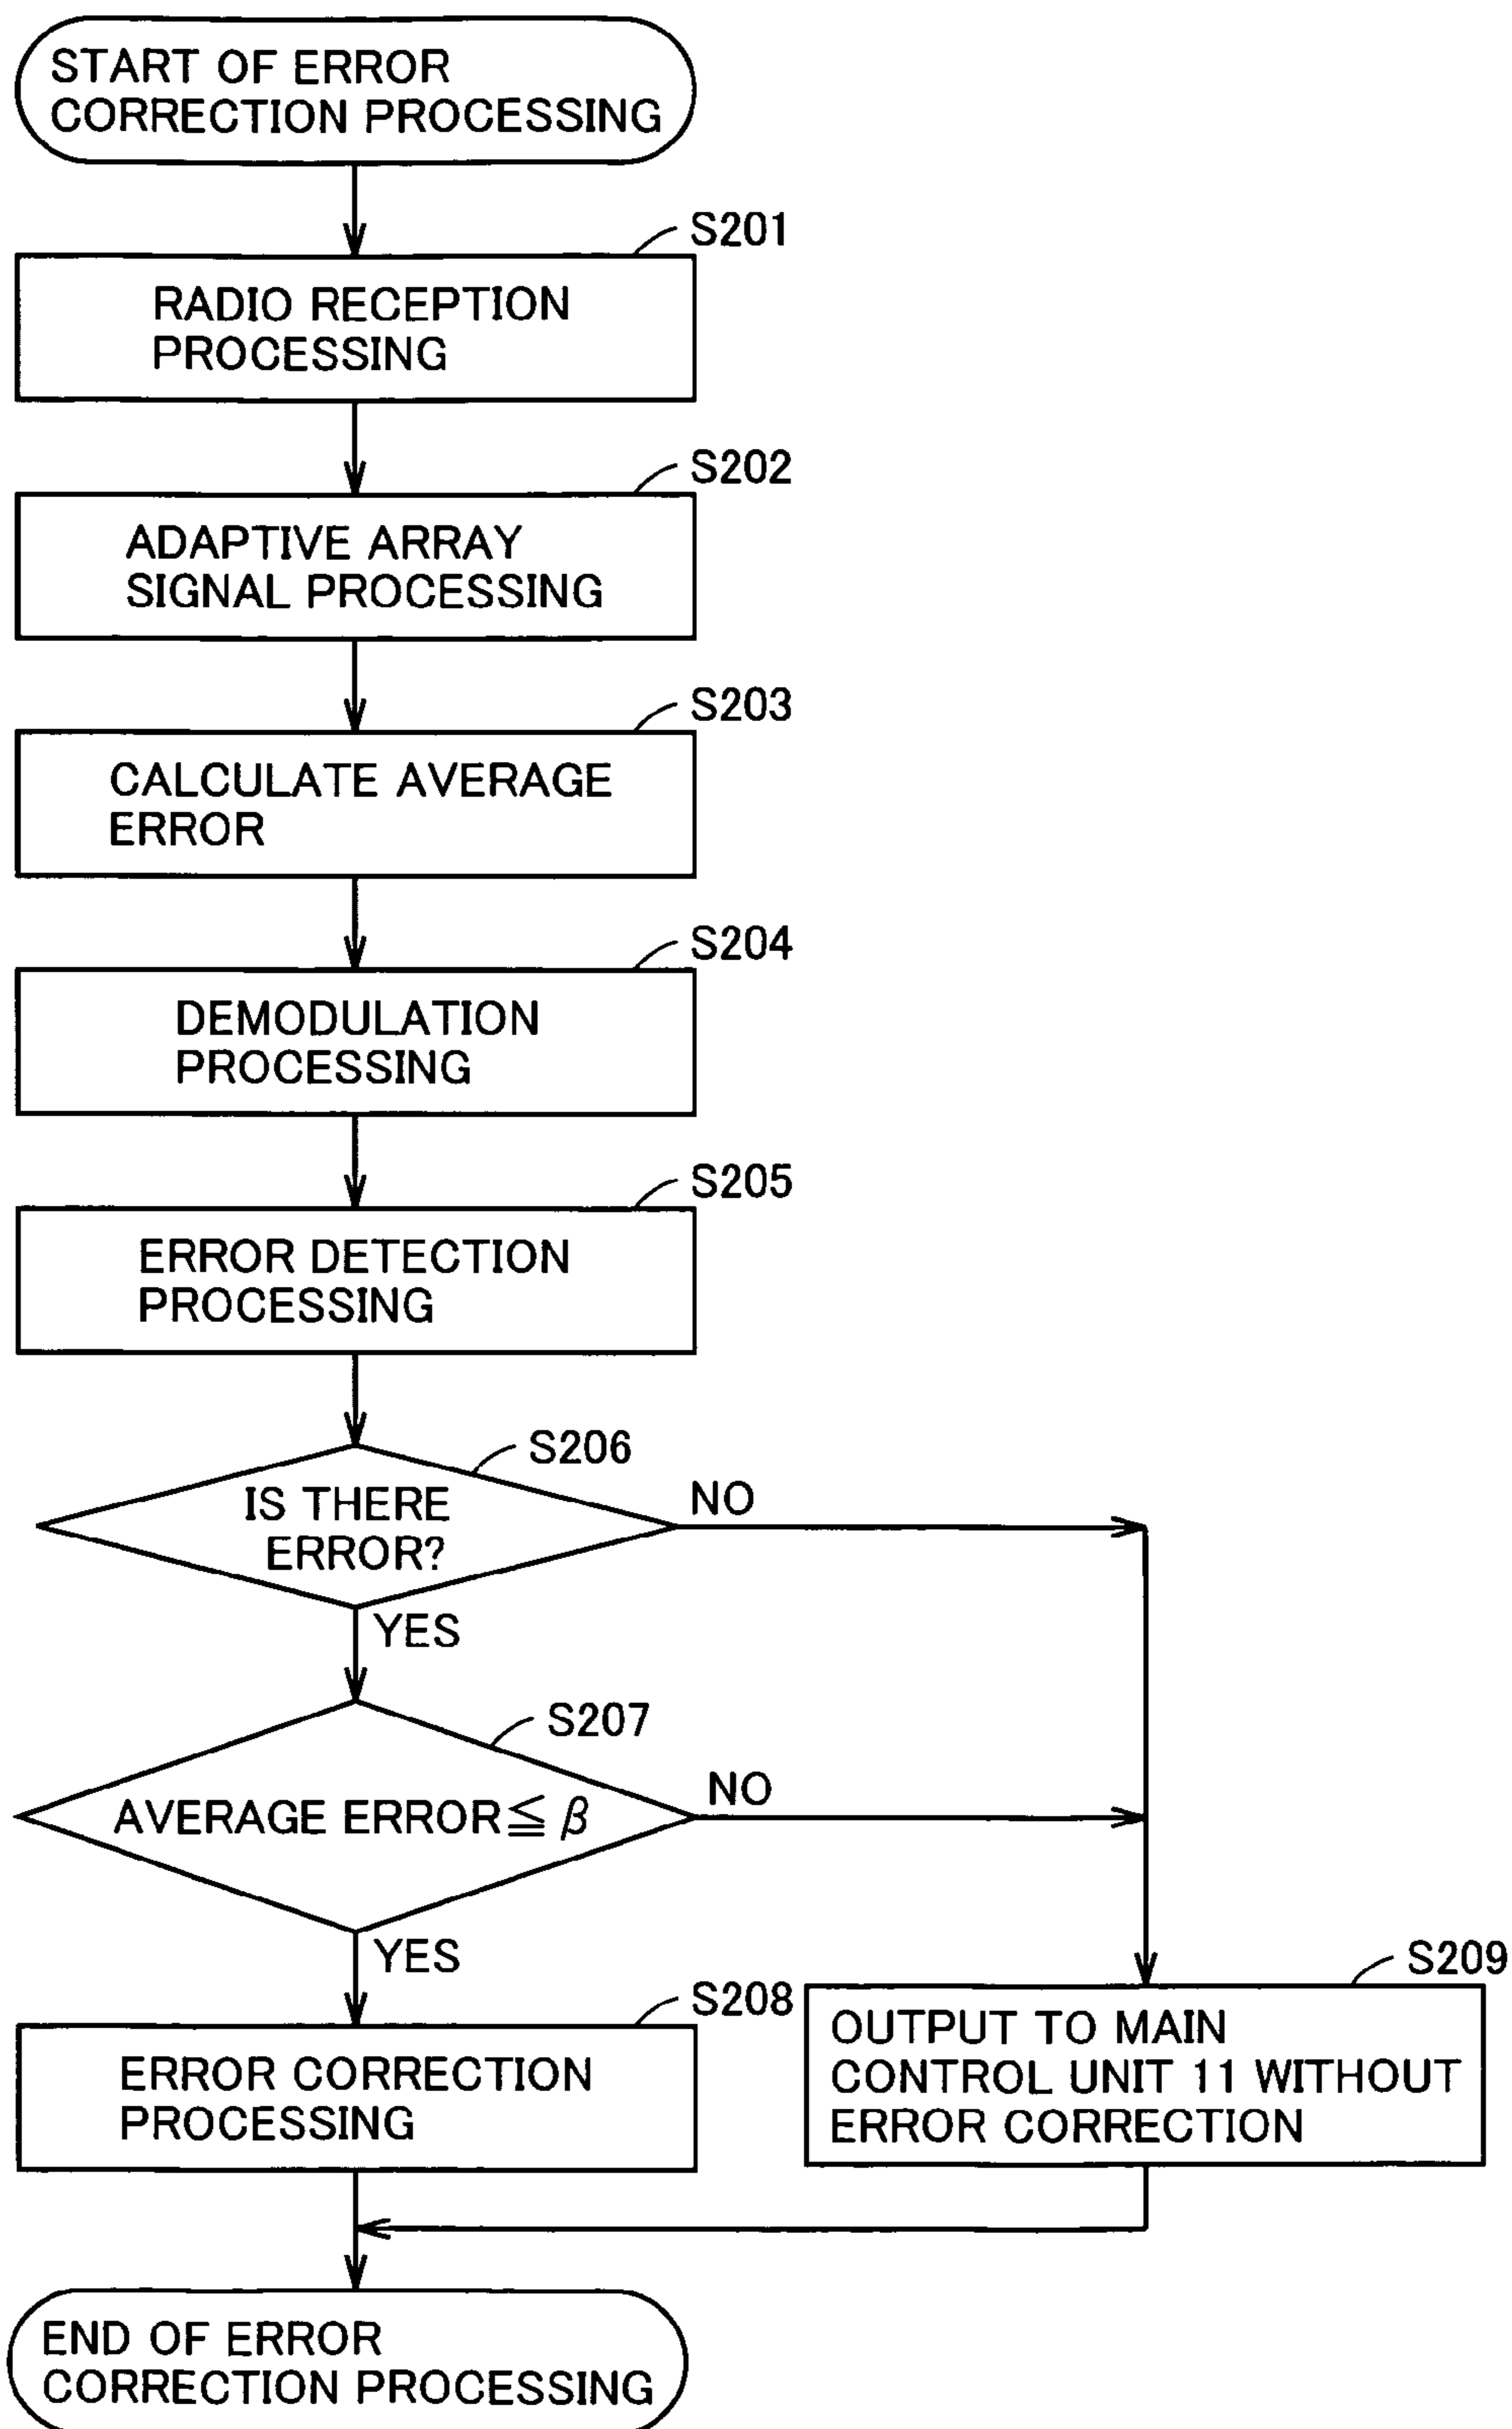 START OF ERROR
CORRECTION PROCESSING
S201
RADIO RECEPTION
PROCESSING
S202
ADAPTIVE ARRAY
SIGNAL PROCESSING
S203
CALCULATE AVERAGE
ERROR
S204
DEMODULATION
PROCESSING
S205
ERROR DETECTION
PROCESSING
S206
IS THERE
ERROR?
NO
YES
S207
AVERAGE ERROR≦ β
NO
YES
S208
ERROR CORRECTION
PROCESSING
S209
OUTPUT TO MAIN
CONTROL UNIT 11 WITHOUT
ERROR CORRECTION
END OF ERROR
CORRECTION PROCESSING